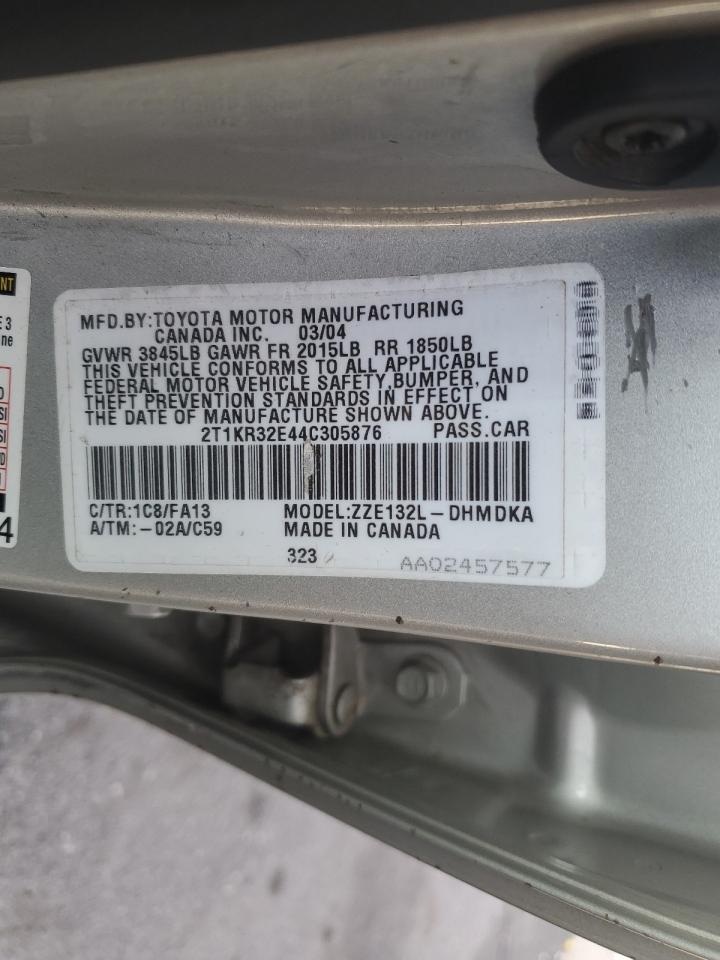 MFD.BY:TOYOTA MOTOR MANUFACTURING
CANADA INC. 03/04
GVWR 3845LB GAWR FR 2015LB RR 1850LB
THIS VEHICLE CONFORMS TO ALL APPLICABLE
FEDERAL MOTOR VEHICLE SAFETY,BUMPER, AND
THEFT PREVENTION STANDARDS IN EFFECT ON
THE DATE OF MANUFACTURE SHOWN ABOVE.
2T1KR32E44C305876 PASS.CAR
C/TR:1C8/FA13 MODEL:ZZE132L-DHMDKA
A/TM:-02A/C59 MADE IN CANADA
323
AA02457577
4